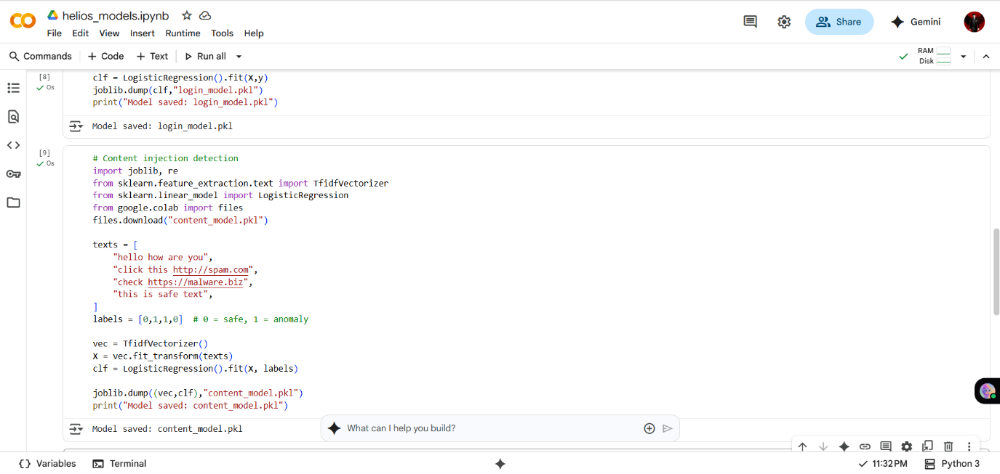 helios_models.ipynb
File Edit View Insert Runtime Tools Help
Share
Gemini
Commands + Code + Text Run all
RAM
Disk
[8]
0s
clf = LogisticRegression().fit(X,y)
joblib.dump(clf,"login_model.pkl")
print("Model saved: login_model.pkl")
Model saved: login_model.pkl
[9]
0s
# Content injection detection
import joblib, re
from sklearn.feature_extraction.text import TfidfVectorizer
from sklearn.linear_model import LogisticRegression
from google.colab import files
files.download("content_model.pkl")
texts = [
"hello how are you",
"click this http://spam.com",
"check https://malware.biz",
"this is safe text",
]
labels = [0,1,1,0] # 0 = safe, 1 = anomaly
vec = TfidfVectorizer()
X = vec.fit_transform(texts)
clf = LogisticRegression().fit(X, labels)
joblib.dump((vec,clf),"content_model.pkl")
print("Model saved: content_model.pkl")
Model saved: content_model.pkl
What can I help you build?
{} Variables Terminal
11:32 PM Python 3